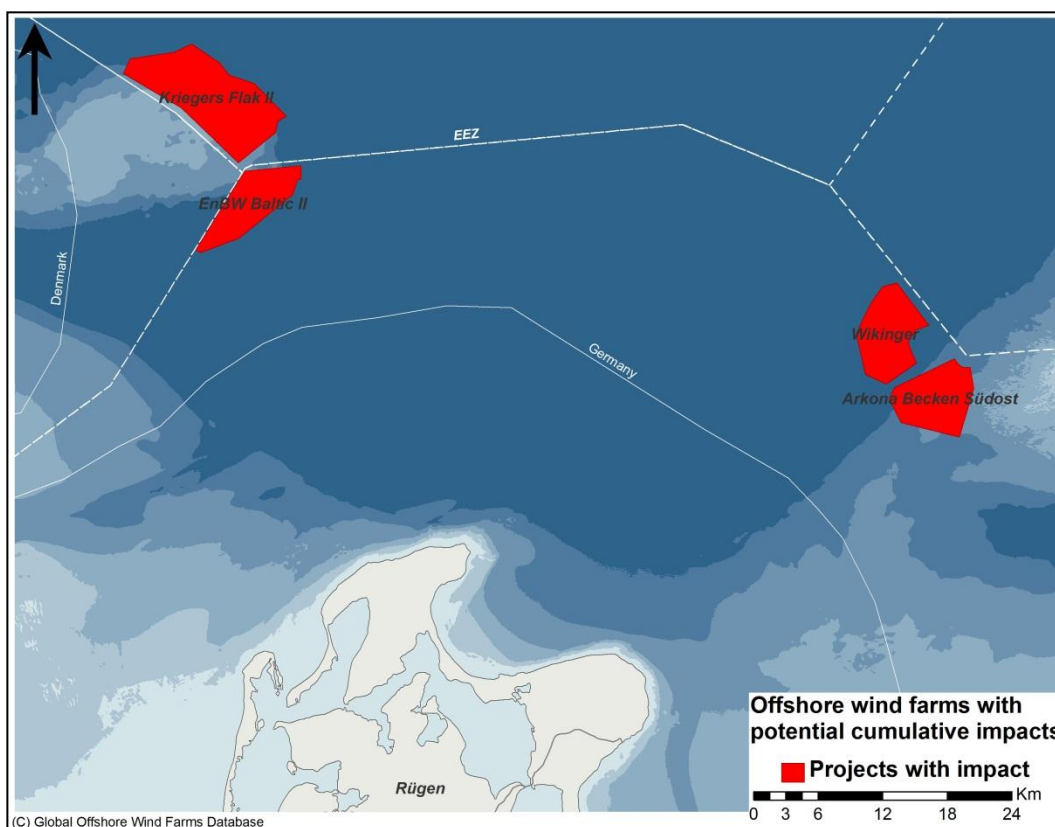 Kriegers Flak II
EEZ
EnBW Baltic II
Denmark
Wikinger
Germany
Arkona Becken Südost
Rügen
Offshore wind farms with
potential cumulative impacts
Projects with impact
Km
0 3 6 12 18 24
(C) Global Offshore Wind Farms Database